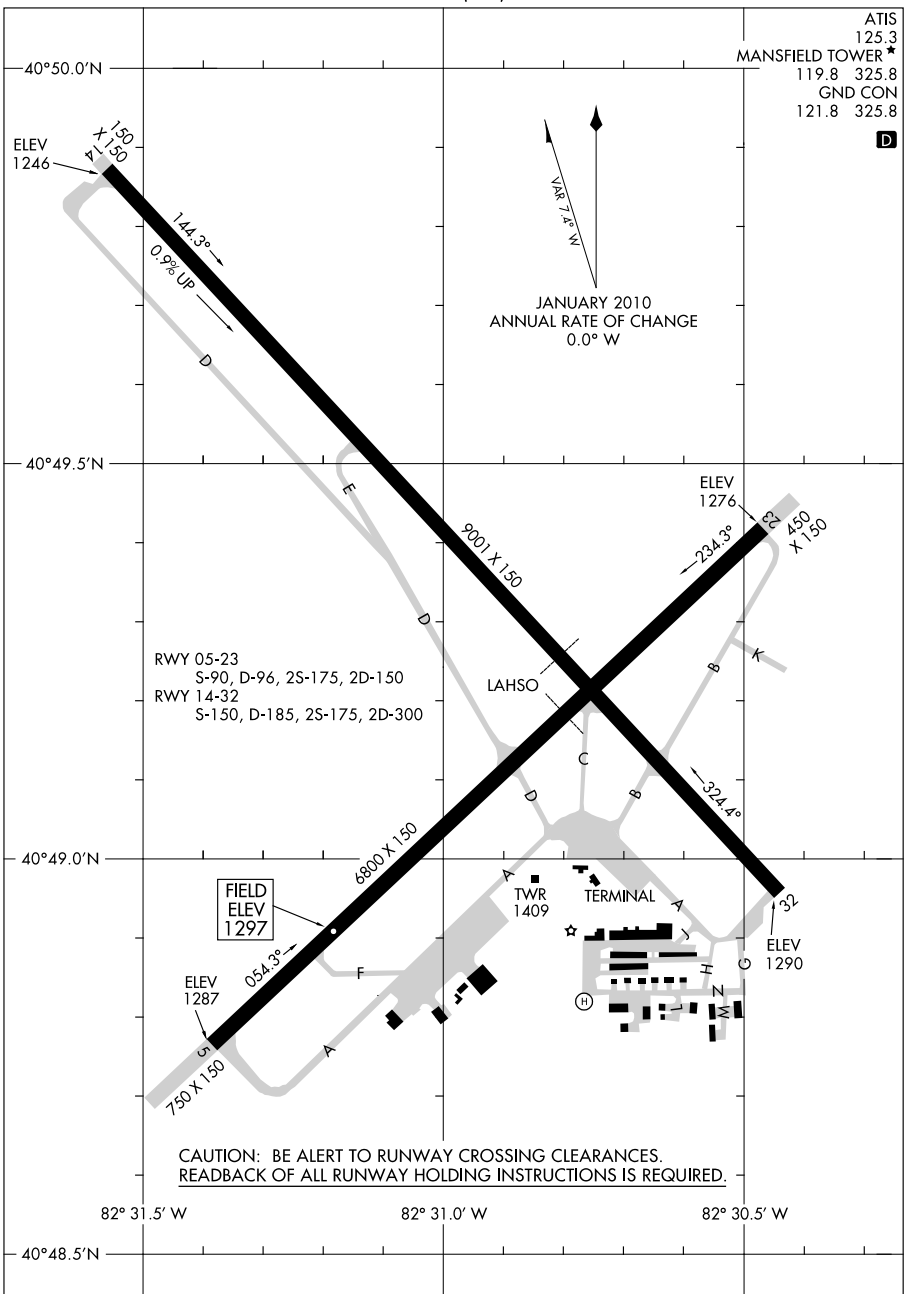 ATIS
125.3
MANSFIELD TOWER★
119.8 325.8
GND CON
121.8 325.8
D
40°50.0'N
150
X 150
ELEV
1246
14
144.3°
0.9% UP
VAR 7.4° W
JANUARY 2010
ANNUAL RATE OF CHANGE
0.0° W
D
40°49.5'N
E
9001 X 150
ELEV
1276
23
450
X 150
234.3°
D
RWY 05-23
S-90, D-96, 2S-175, 2D-150
RWY 14-32
S-150, D-185, 2S-175, 2D-300
LAHSO
K
B
C
D
B
324.4°
6800 X 150
40°49.0'N
A
TWR
1409
TERMINAL
32
FIELD
ELEV
1297
A
J
ELEV
1290
054.3°
F
H
G
ELEV
1287
H
N
L
M
5
A
750 X 150
CAUTION: BE ALERT TO RUNWAY CROSSING CLEARANCES.
READBACK OF ALL RUNWAY HOLDING INSTRUCTIONS IS REQUIRED.
82° 31.5' W
82° 31.0' W
82° 30.5' W
40°48.5'N